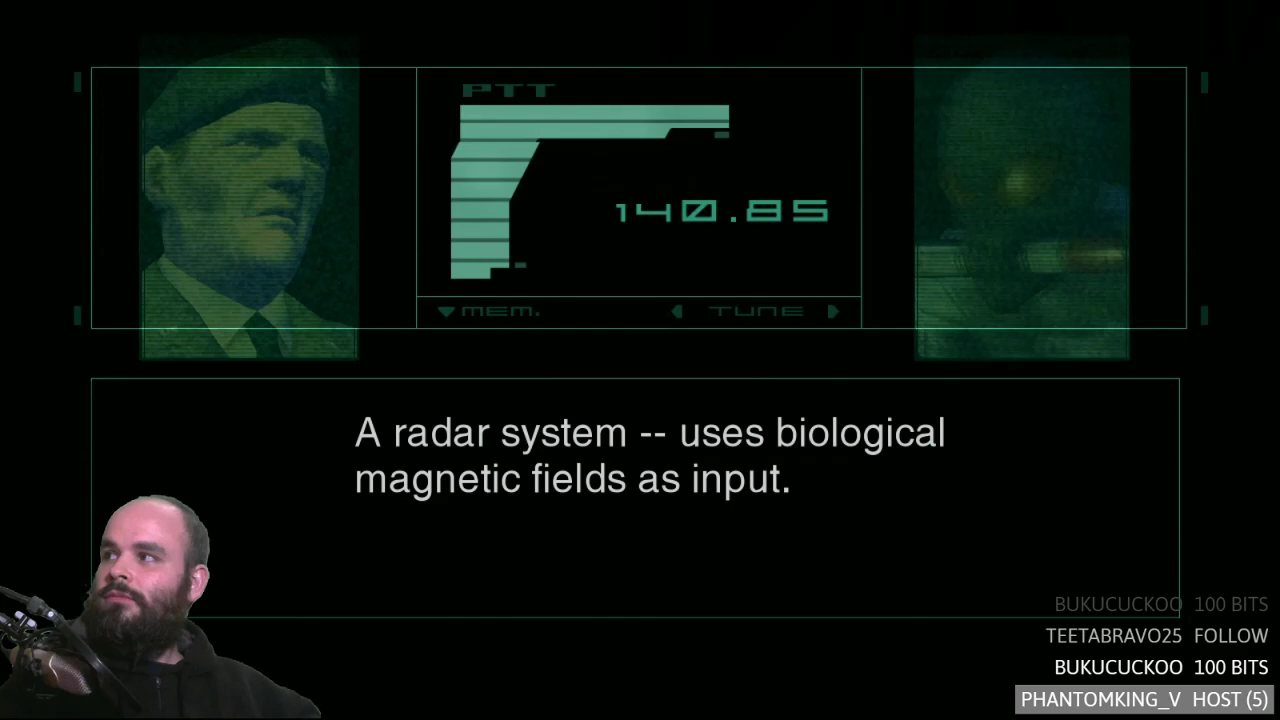 PTT
140.85
MEM.
TUNE
A radar system -- uses biological
magnetic fields as input.
BUKUCUCKOO 100 BITS
TEETABRAVO25 FOLLOW
BUKUCUCKOO 100 BITS
PHANTOMKING_V HOST (5)